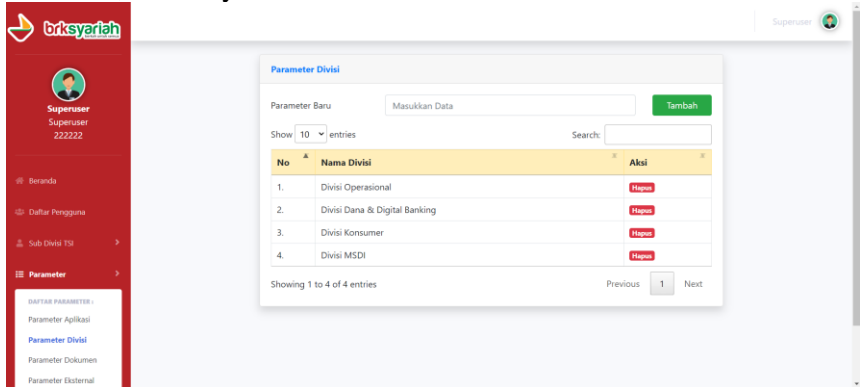 brksyariah
Superuser
Superuser
Superuser
222222
Beranda
Daftar Pengguna
Sub Divisi TSI
Parameter
DAFTAR PARAMETER :
Parameter Aplikasi
Parameter Divisi
Parameter Dokumen
Parameter Eksternal
Parameter Divisi
Parameter Baru Masukkan Data Tambah
Show 10 entries Search:
No Nama Divisi Aksi
1. Divisi Operasional Hapus
2. Divisi Dana & Digital Banking Hapus
3. Divisi Konsumer Hapus
4. Divisi MSDI Hapus
Showing 1 to 4 of 4 entries Previous 1 Next